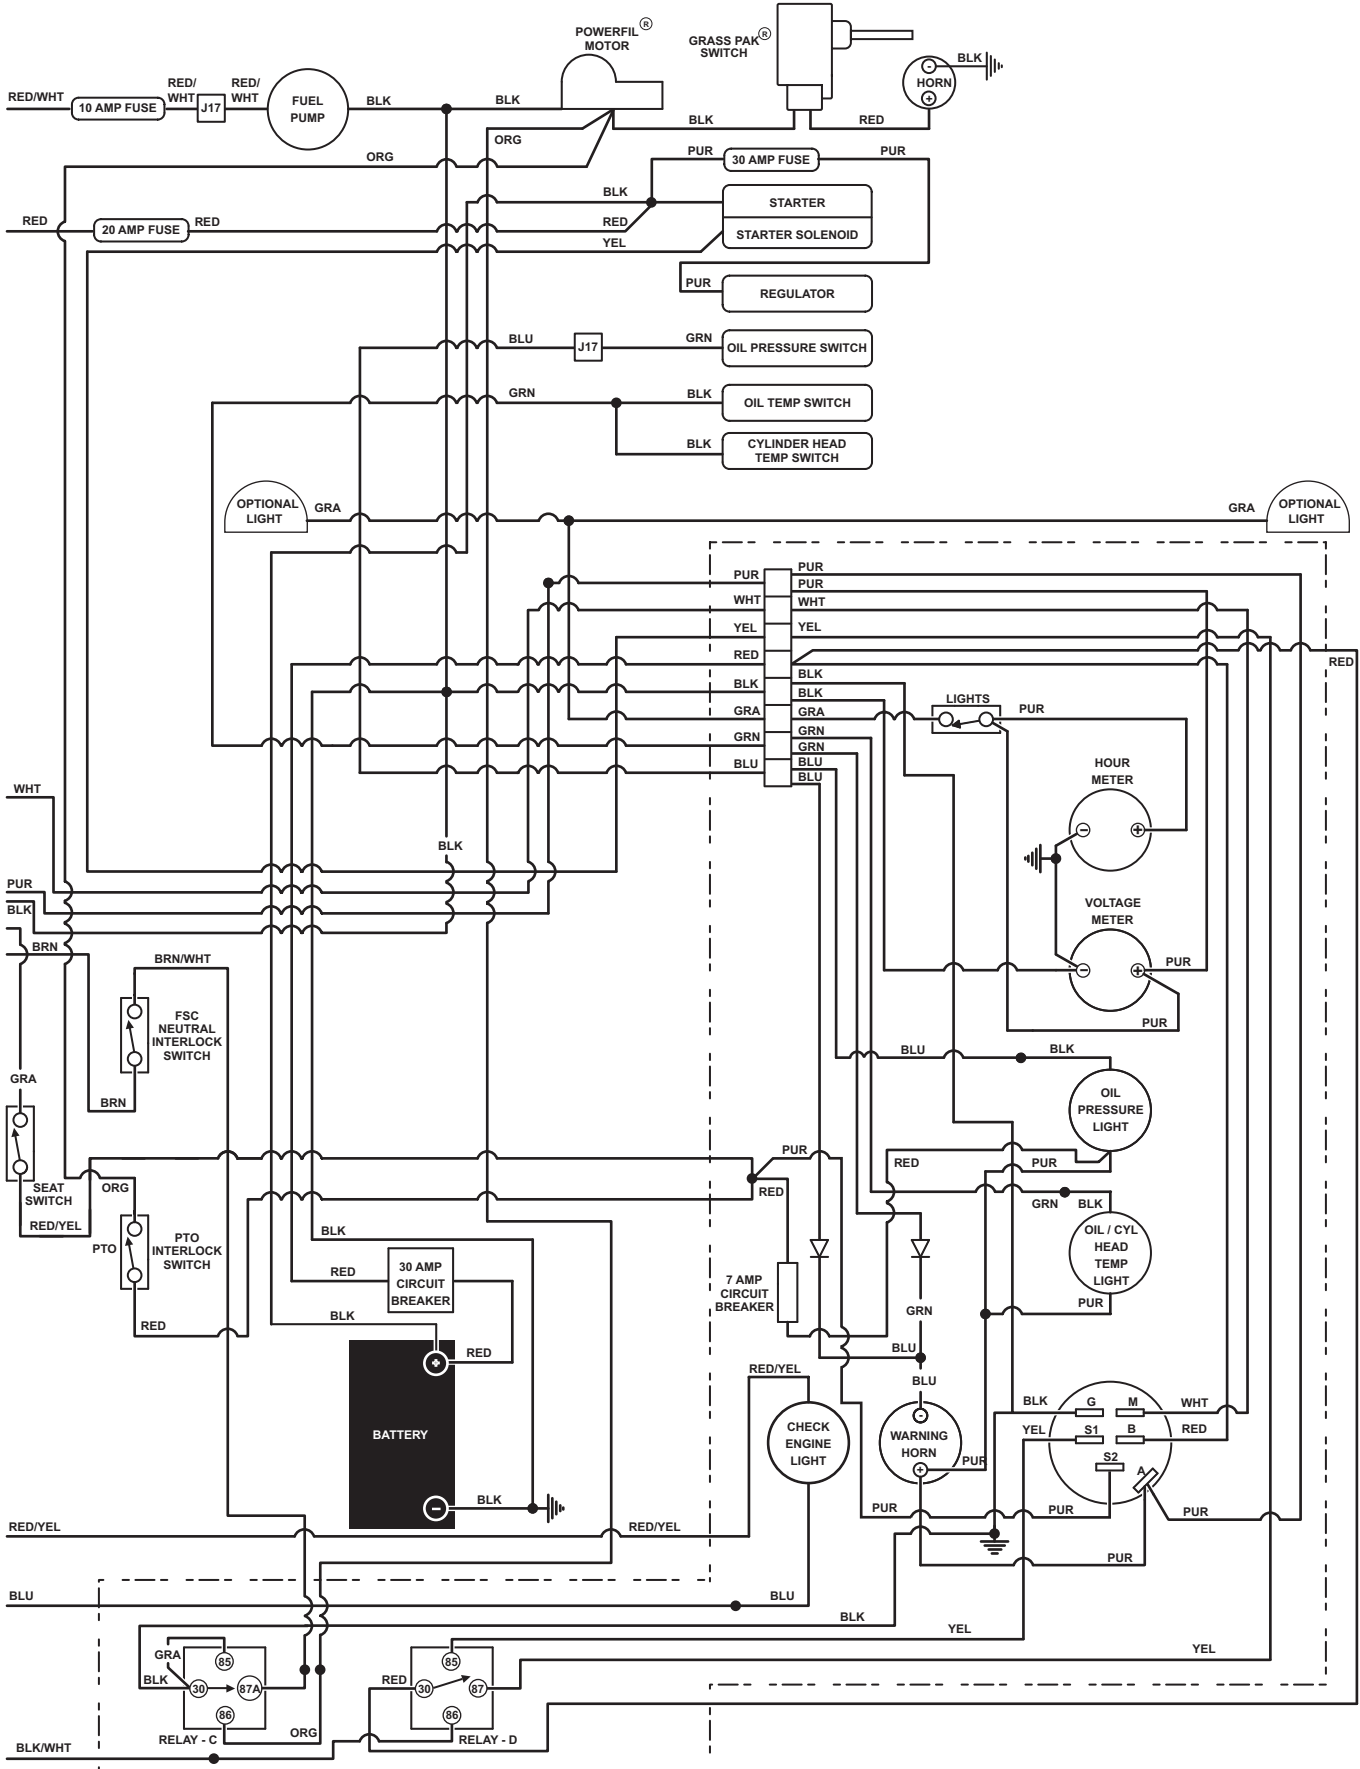 POWERFIL ®
MOTOR
GRASS PAK ®
SWITCH
BLK
- 
HORN
+
RED/WHT
10 AMP FUSE
RED/
WHT
J17
RED/
WHT
FUEL
PUMP
BLK
BLK
BLK
RED
ORG
ORG
PUR
30 AMP FUSE
PUR
BLK
STARTER
RED
20 AMP FUSE
RED
RED
STARTER SOLENOID
YEL
PUR
REGULATOR
BLU
J17
GRN
OIL PRESSURE SWITCH
GRN
BLK
OIL TEMP SWITCH
BLK
CYLINDER HEAD
TEMP SWITCH
OPTIONAL
LIGHT
GRA
GRA
OPTIONAL
LIGHT
PUR
PUR
PUR
WHT
WHT
YEL
YEL
RED
RED
BLK
BLK
BLK
GRA
GRA
LIGHTS
PUR
GRN
GRN
GRN
BLU
BLU
BLU
HOUR
METER
- +
WHT
BLK
PUR
BLK
VOLTAGE
METER
- +
PUR
PUR
BRN
BRN/WHT
FSC
NEUTRAL
INTERLOCK
SWITCH
GRA
BRN
BLU
BLK
OIL
PRESSURE
LIGHT
PUR
RED
PUR
SEAT
SWITCH
ORG
RED
GRN
BLK
RED/YEL
PTO
PTO
INTERLOCK
SWITCH
BLK
OIL / CYL
HEAD
TEMP
LIGHT
RED
30 AMP
CIRCUIT
BREAKER
7 AMP
CIRCUIT
BREAKER
GRN
PUR
RED
BLK
RED
+
BLU
RED/YEL
BLU
BATTERY
CHECK
ENGINE
LIGHT
-
WARNING
HORN
+
PUR
BLK
G
M
WHT
YEL
S1
B
RED
S2
A
BLK
-
PUR
PUR
PUR
RED/YEL
RED/YEL
PUR
BLU
BLU
BLK
YEL
YEL
GRA
85
BLK
30
87A
86
RELAY - C
ORG
85
RED
30
87
86
RELAY - D
BLK/WHT